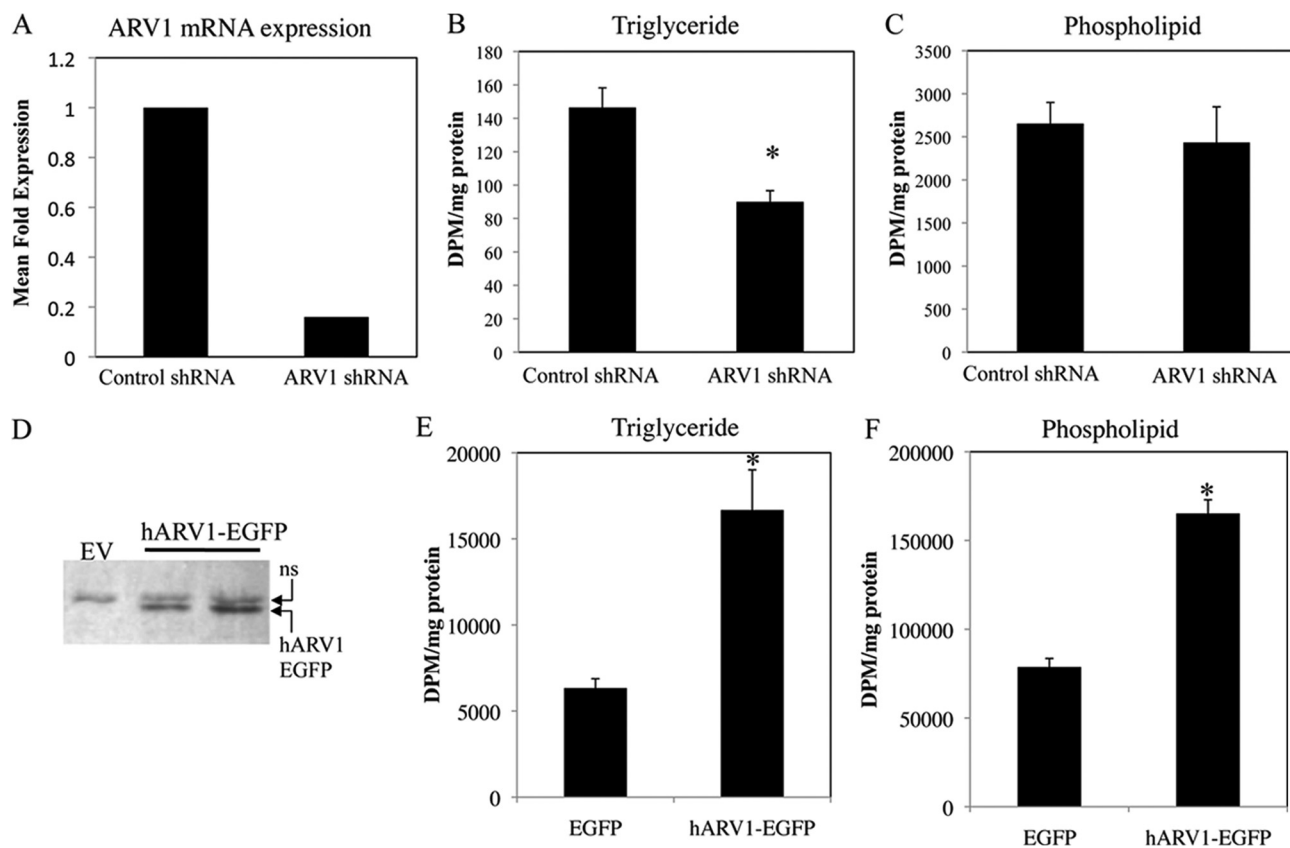 A
ARV1 mRNA expression
Mean Fold Expression
1.2
1
0.8
0.6
0.4
0.2
0
Control shRNA
ARV1 shRNA
B
Triglyceride
DPM/mg protein
180
160
140
120
100
80
60
40
20
0
*
Control shRNA
ARV1 shRNA
C
Phospholipid
DPM/mg protein
3500
3000
2500
2000
1500
1000
500
0
Control shRNA
ARV1 shRNA
D
EV
hARV1-EGFP
ns
hARV1
EGFP
E
Triglyceride
DPM/mg protein
20000
15000
10000
5000
0
*
EGFP
hARV1-EGFP
F
Phospholipid
DPM/mg protein
200000
150000
100000
50000
0
*
EGFP
hARV1-EGFP